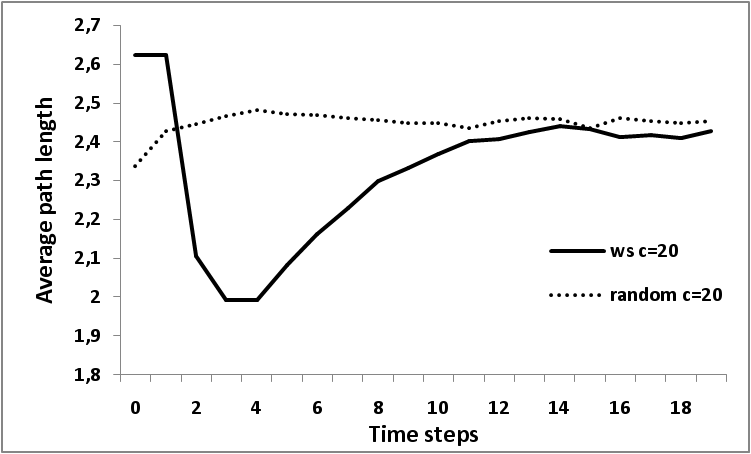 2,7
2,6
2,5
2,4
2,3
2,2
2,1
2
1,9
1,8
Average path length
ws c=20
random c=20
0 2 4 6 8 10 12 14 16 18
Time steps